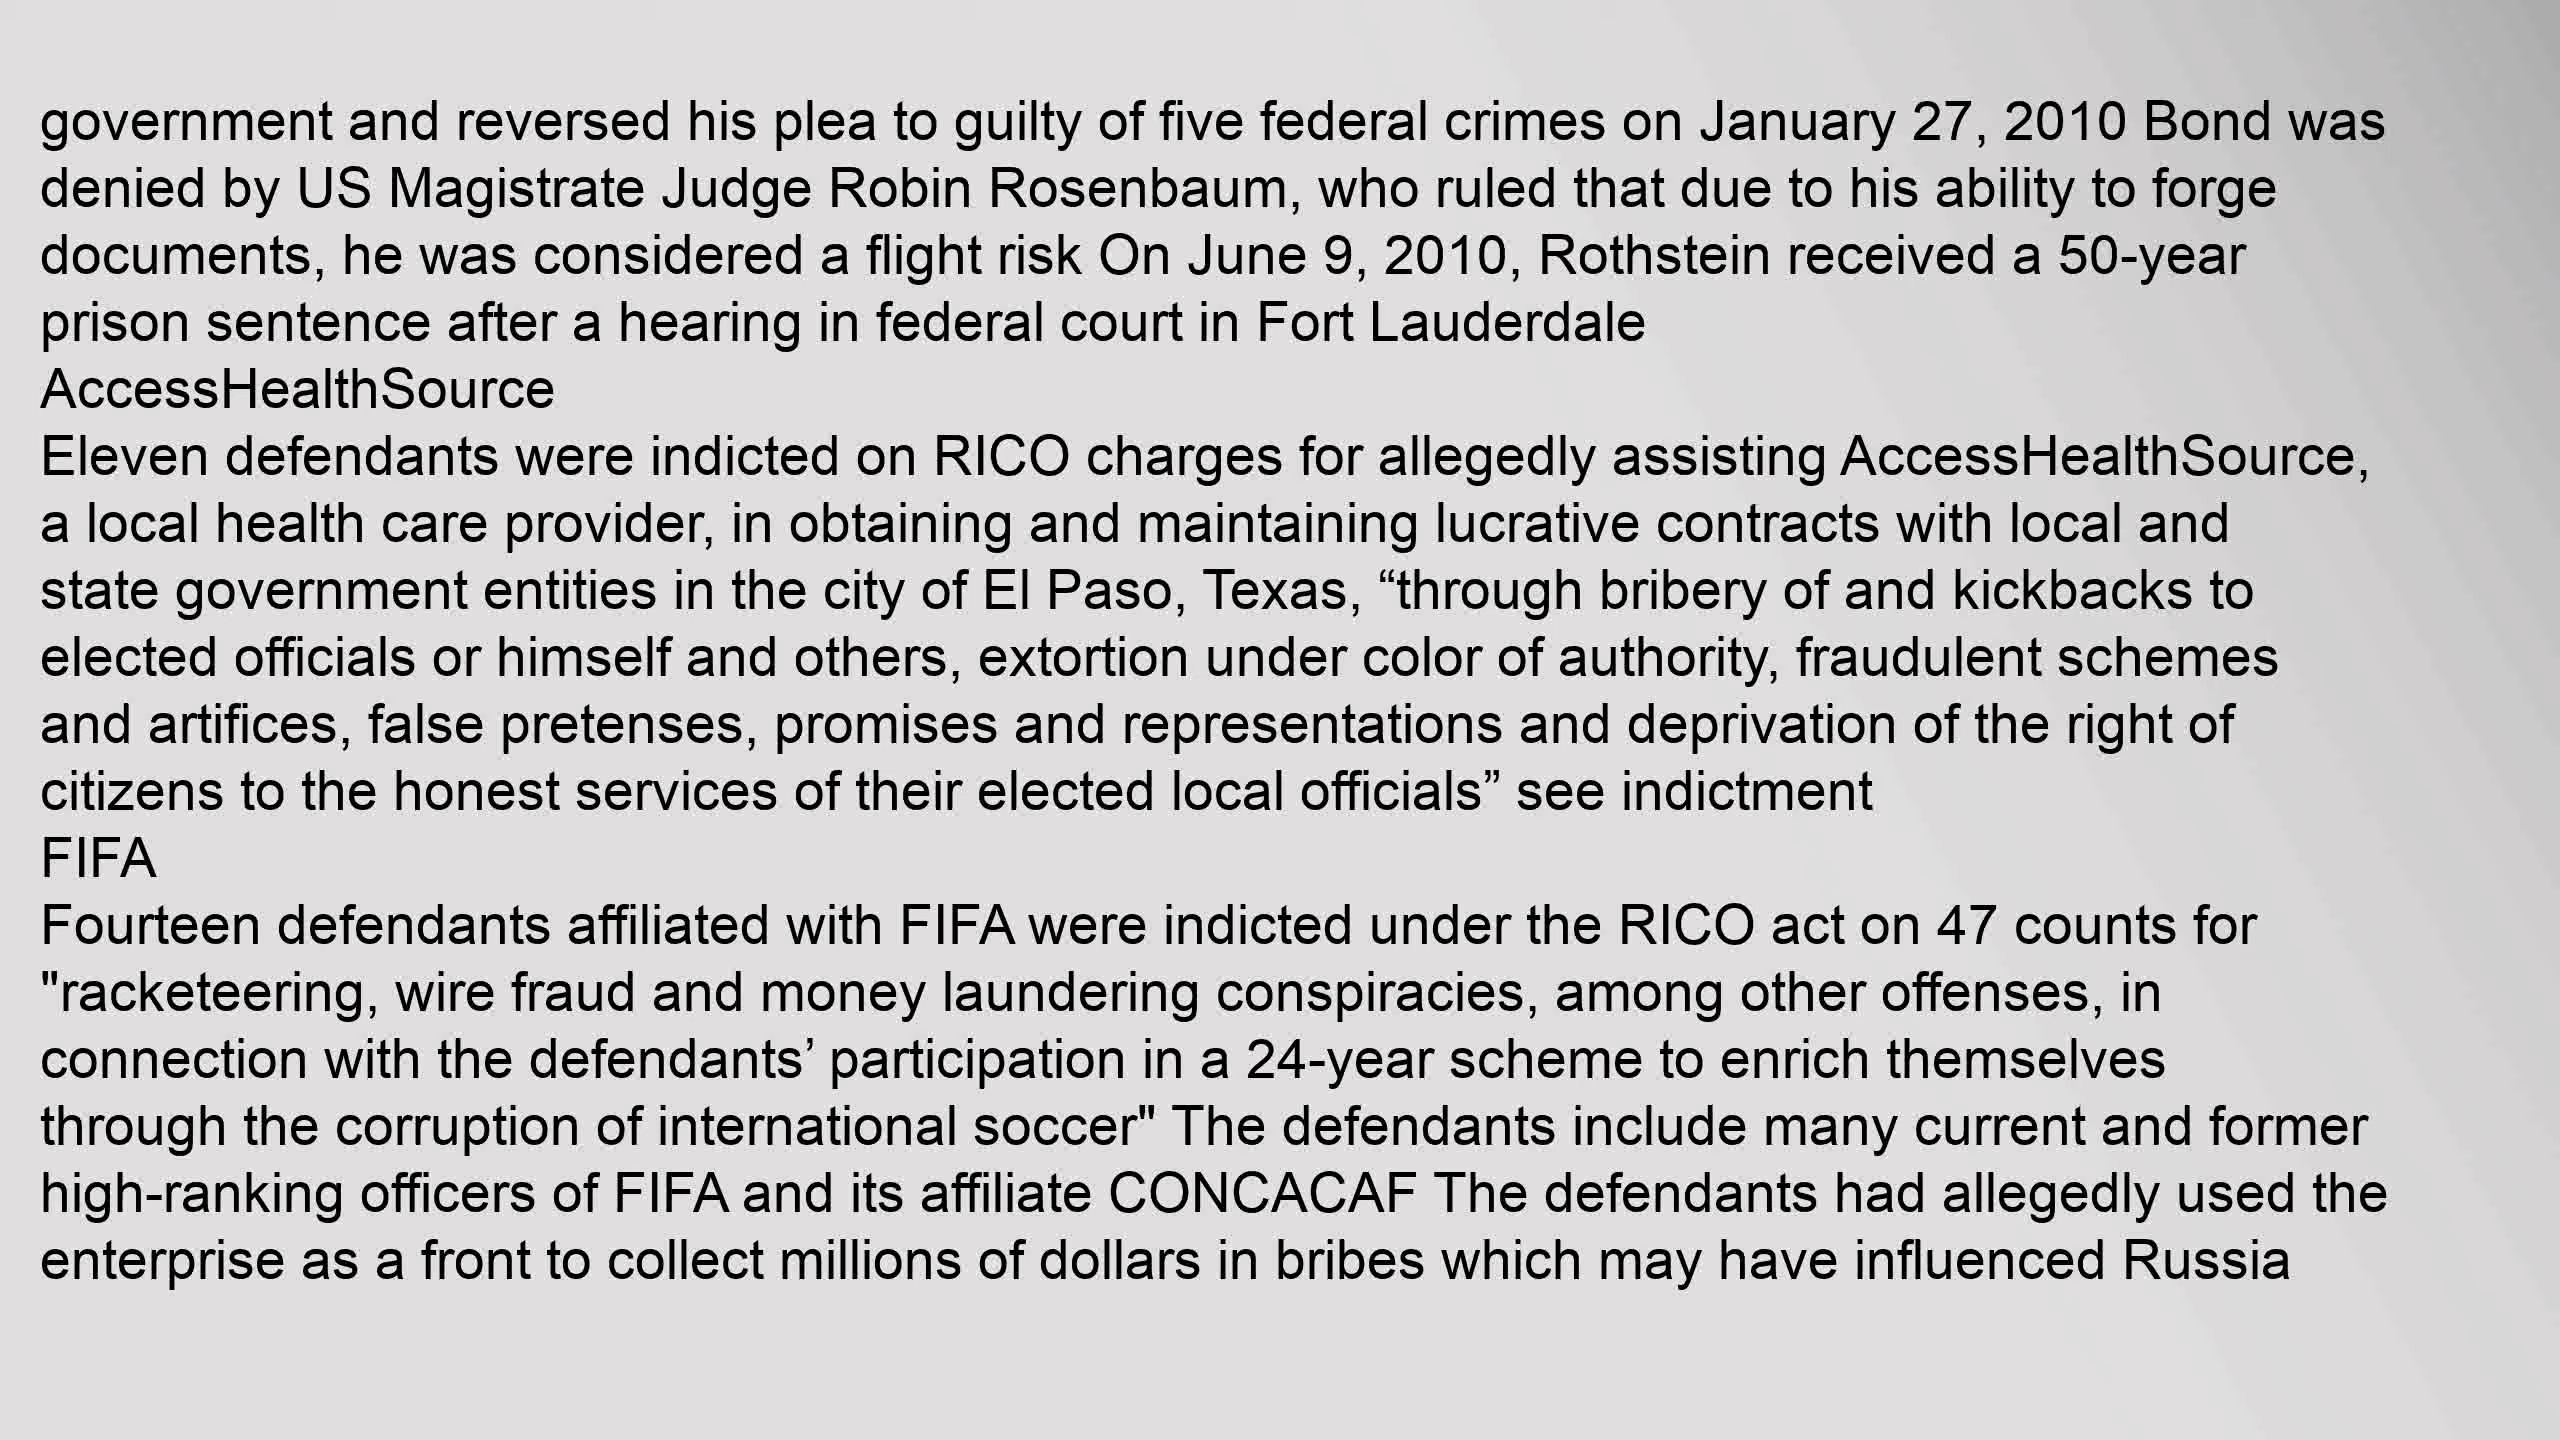 government and reversed his plea to guilty of five federal crimes on January 27, 2010 Bond was
denied by US Magistrate Judge Robin Rosenbaum, who ruled that due to his ability to forge
documents, he was considered a flight risk On June 9, 2010, Rothstein received a 50-year
prison sentence after a hearing in federal court in Fort Lauderdale
AccessHealthSource
Eleven defendants were indicted on RICO charges for allegedly assisting AccessHealthSource,
a local health care provider, in obtaining and maintaining lucrative contracts with local and
state government entities in the city of El Paso, Texas, “through bribery of and kickbacks to
elected officials or himself and others, extortion under color of authority, fraudulent schemes
and artifices, false pretenses, promises and representations and deprivation of the right of
citizens to the honest services of their elected local officials” see indictment
FIFA
Fourteen defendants affiliated with FIFA were indicted under the RICO act on 47 counts for
"racketeering, wire fraud and money laundering conspiracies, among other offenses, in
connection with the defendants’ participation in a 24-year scheme to enrich themselves
through the corruption of international soccer" The defendants include many current and former
high-ranking officers of FIFA and its affiliate CONCACAF The defendants had allegedly used the
enterprise as a front to collect millions of dollars in bribes which may have influenced Russia